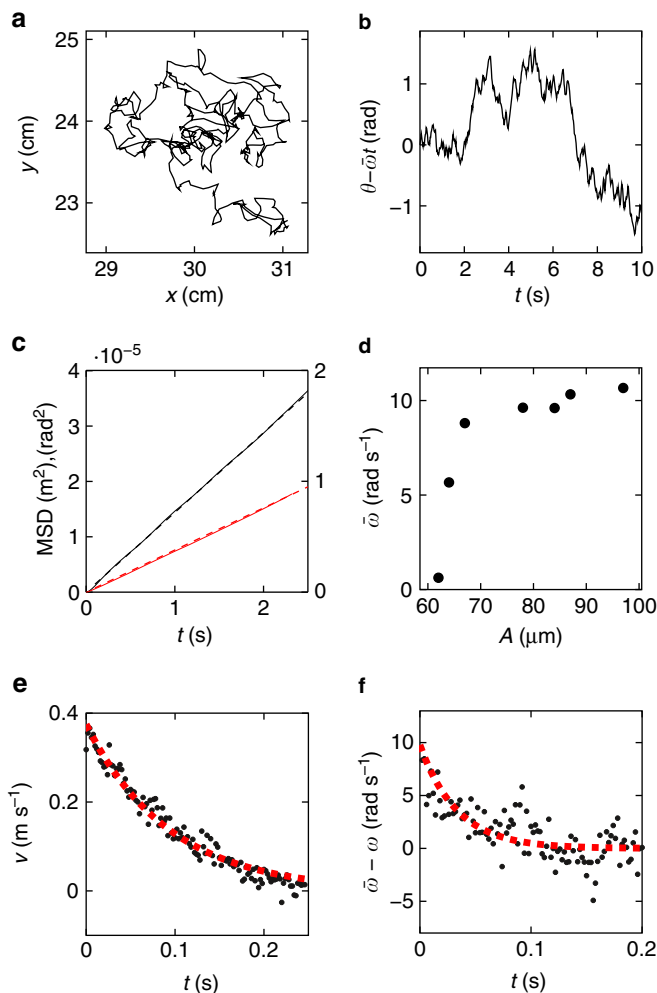 a
25
24
23
y (cm)
29 30 31
x (cm)
b
1
0
−1
θ−ω̄t (rad)
0 2 4 6 8 10
t (s)
c
·10⁻⁵
4
3
2
1
0
MSD (m²),(rad²)
2
1
0
0 1 2
t (s)
d
10
5
0
ω̄ (rad s⁻¹)
60 70 80 90 100
A (μm)
e
0.4
0.2
0
v (m s⁻¹)
0 0.1 0.2
t (s)
f
10
5
0
−5
ω̄ − ω (rad s⁻¹)
0 0.1 0.2
t (s)